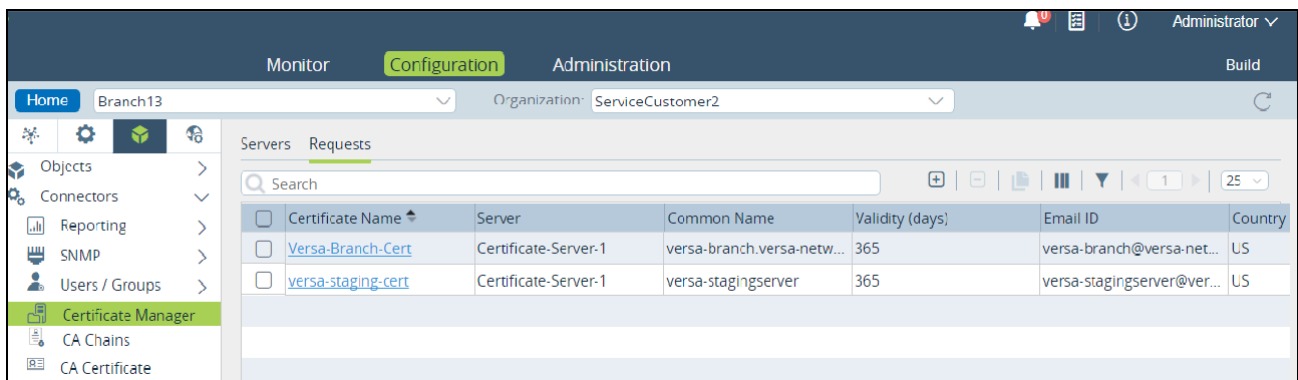 0 Administrator
Monitor Configuration Administration Build
Home Branch13 Organization: ServiceCustomer2
Servers Requests
Objects
Search 1 25
Connectors
Certificate Name Server Common Name Validity (days) Email ID Country
Reporting
Versa-Branch-Cert Certificate-Server-1 versa-branch.versa-netw... 365 versa-branch@versa-net... US
SNMP
versa-staging-cert Certificate-Server-1 versa-stagingserver 365 versa-stagingserver@ver... US
Users / Groups
Certificate Manager
CA Chains
CA Certificate